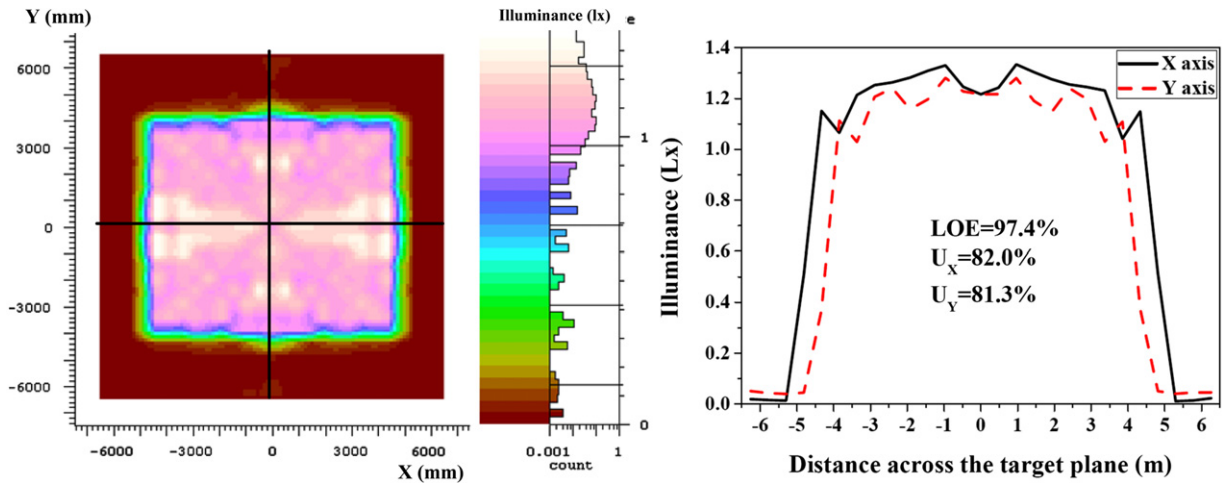 Y (mm)
6000
3000
0
-3000
-6000
-6000 -3000 0 3000 6000
X (mm)
Illuminance (lx) e
1
0
0.001 1
count
1.4
1.2
1.0
0.8
0.6
0.4
0.2
0.0
Illuminance (Lx)
X axis
Y axis
LOE=97.4%
UX=82.0%
UY=81.3%
-6 -5 -4 -3 -2 -1 0 1 2 3 4 5 6
Distance across the target plane (m)